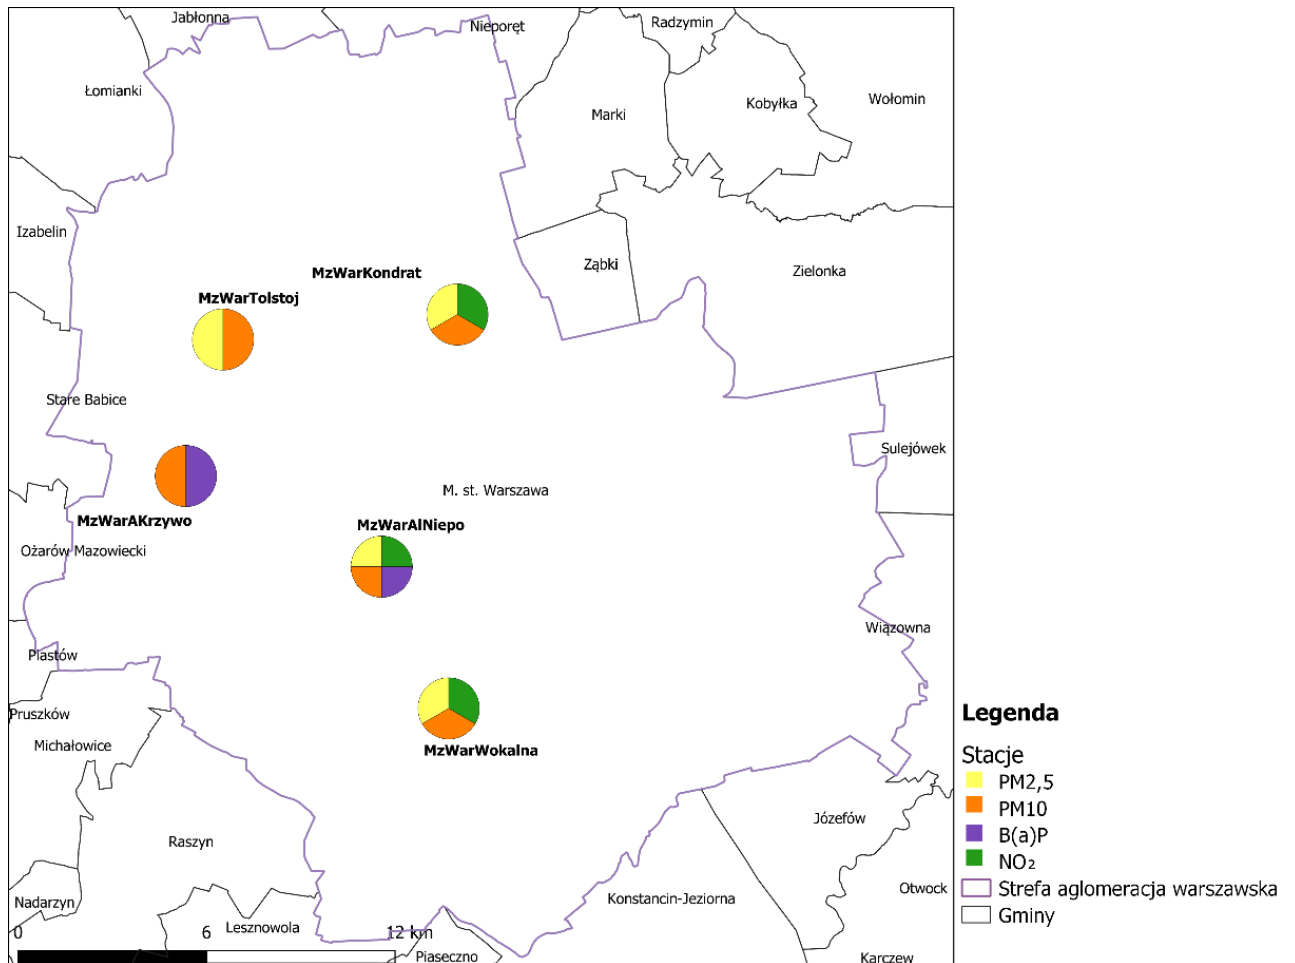 Jabłonna
Nieporęt
Radzymin
Łomianki
Marki
Kobyłka
Wołomin
Izabelin
Ząbki
Zielonka
MzWarKondrat
MzWarTolstoj
Stare Babice
Sulejówek
M. st. Warszawa
MzWarAKrzywo
MzWarAlNiepo
Ożarów Mazowiecki
Wiązowna
Piastów
Pruszków
Michałowice
MzWarWokalna
Józefów
Raszyn
Otwock
Konstancin-Jeziorna
Nadarzyn
Lesznowola
Piaseczno
Karczew
0 6 12 km
Legenda
Stacje
PM2,5
PM10
B(a)P
NO₂
Strefa aglomeracja warszawska
Gminy